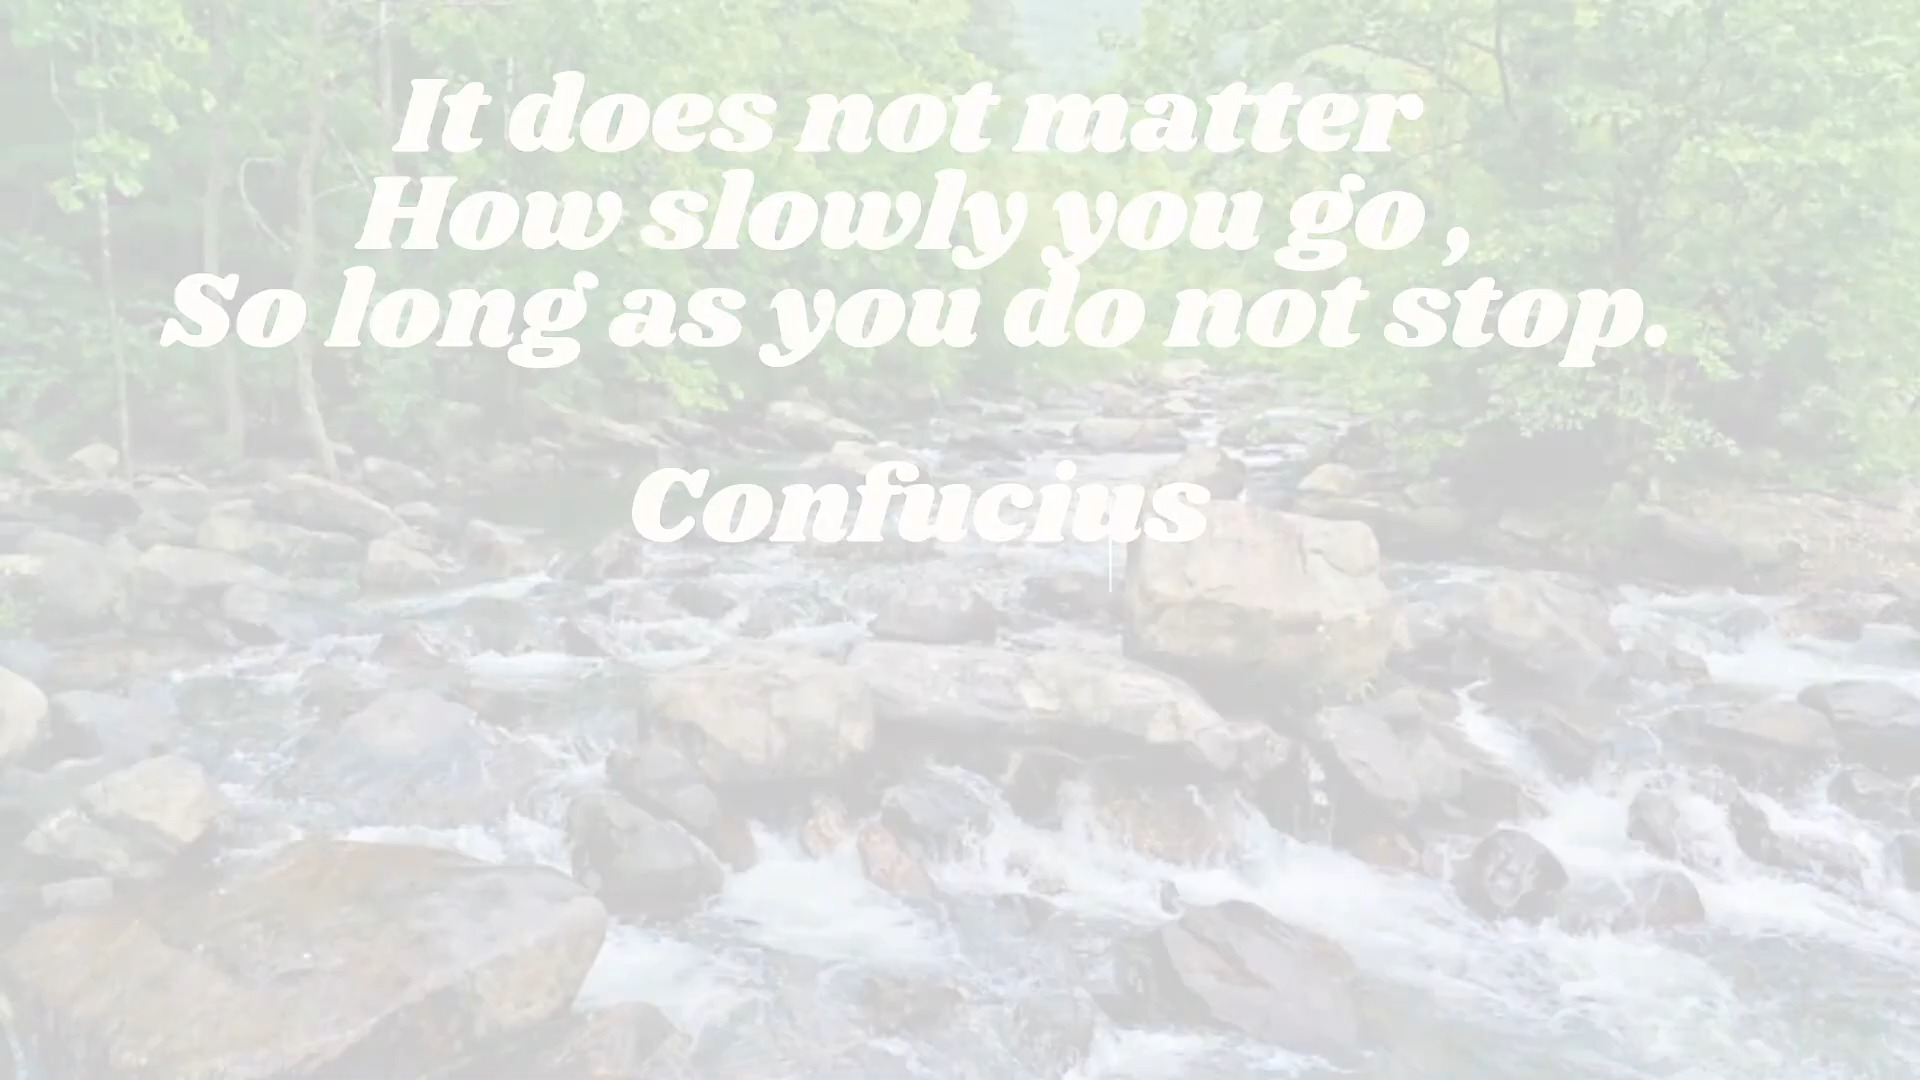 It does not matter
How slowly you go ,
So long as you do not stop.
Confucius